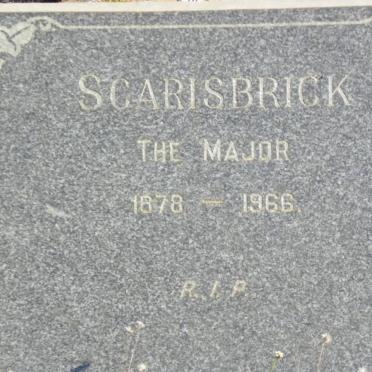 SCARISBRICK
THE MAJOR
1878 — 1966.
R.I.P.